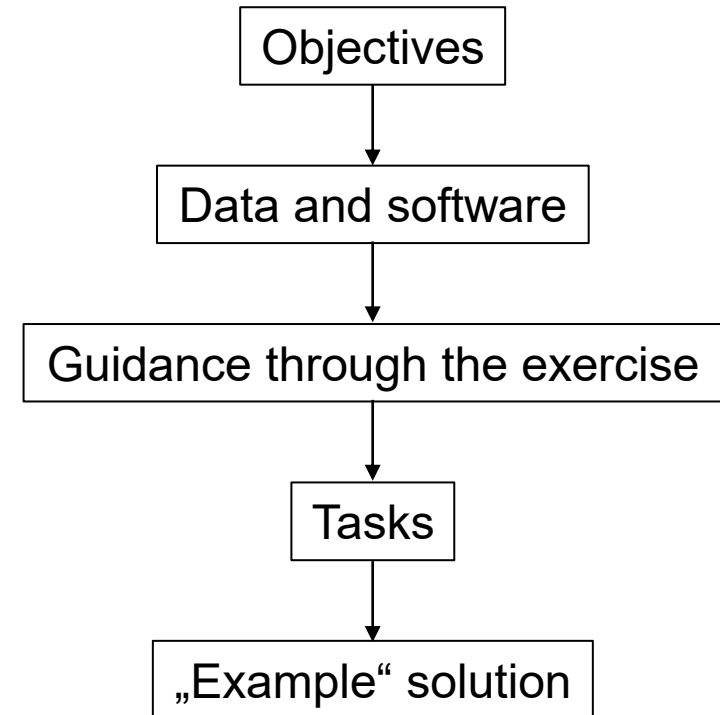 Objectives
Data and software
Guidance through the exercise
Tasks
„Example“ solution